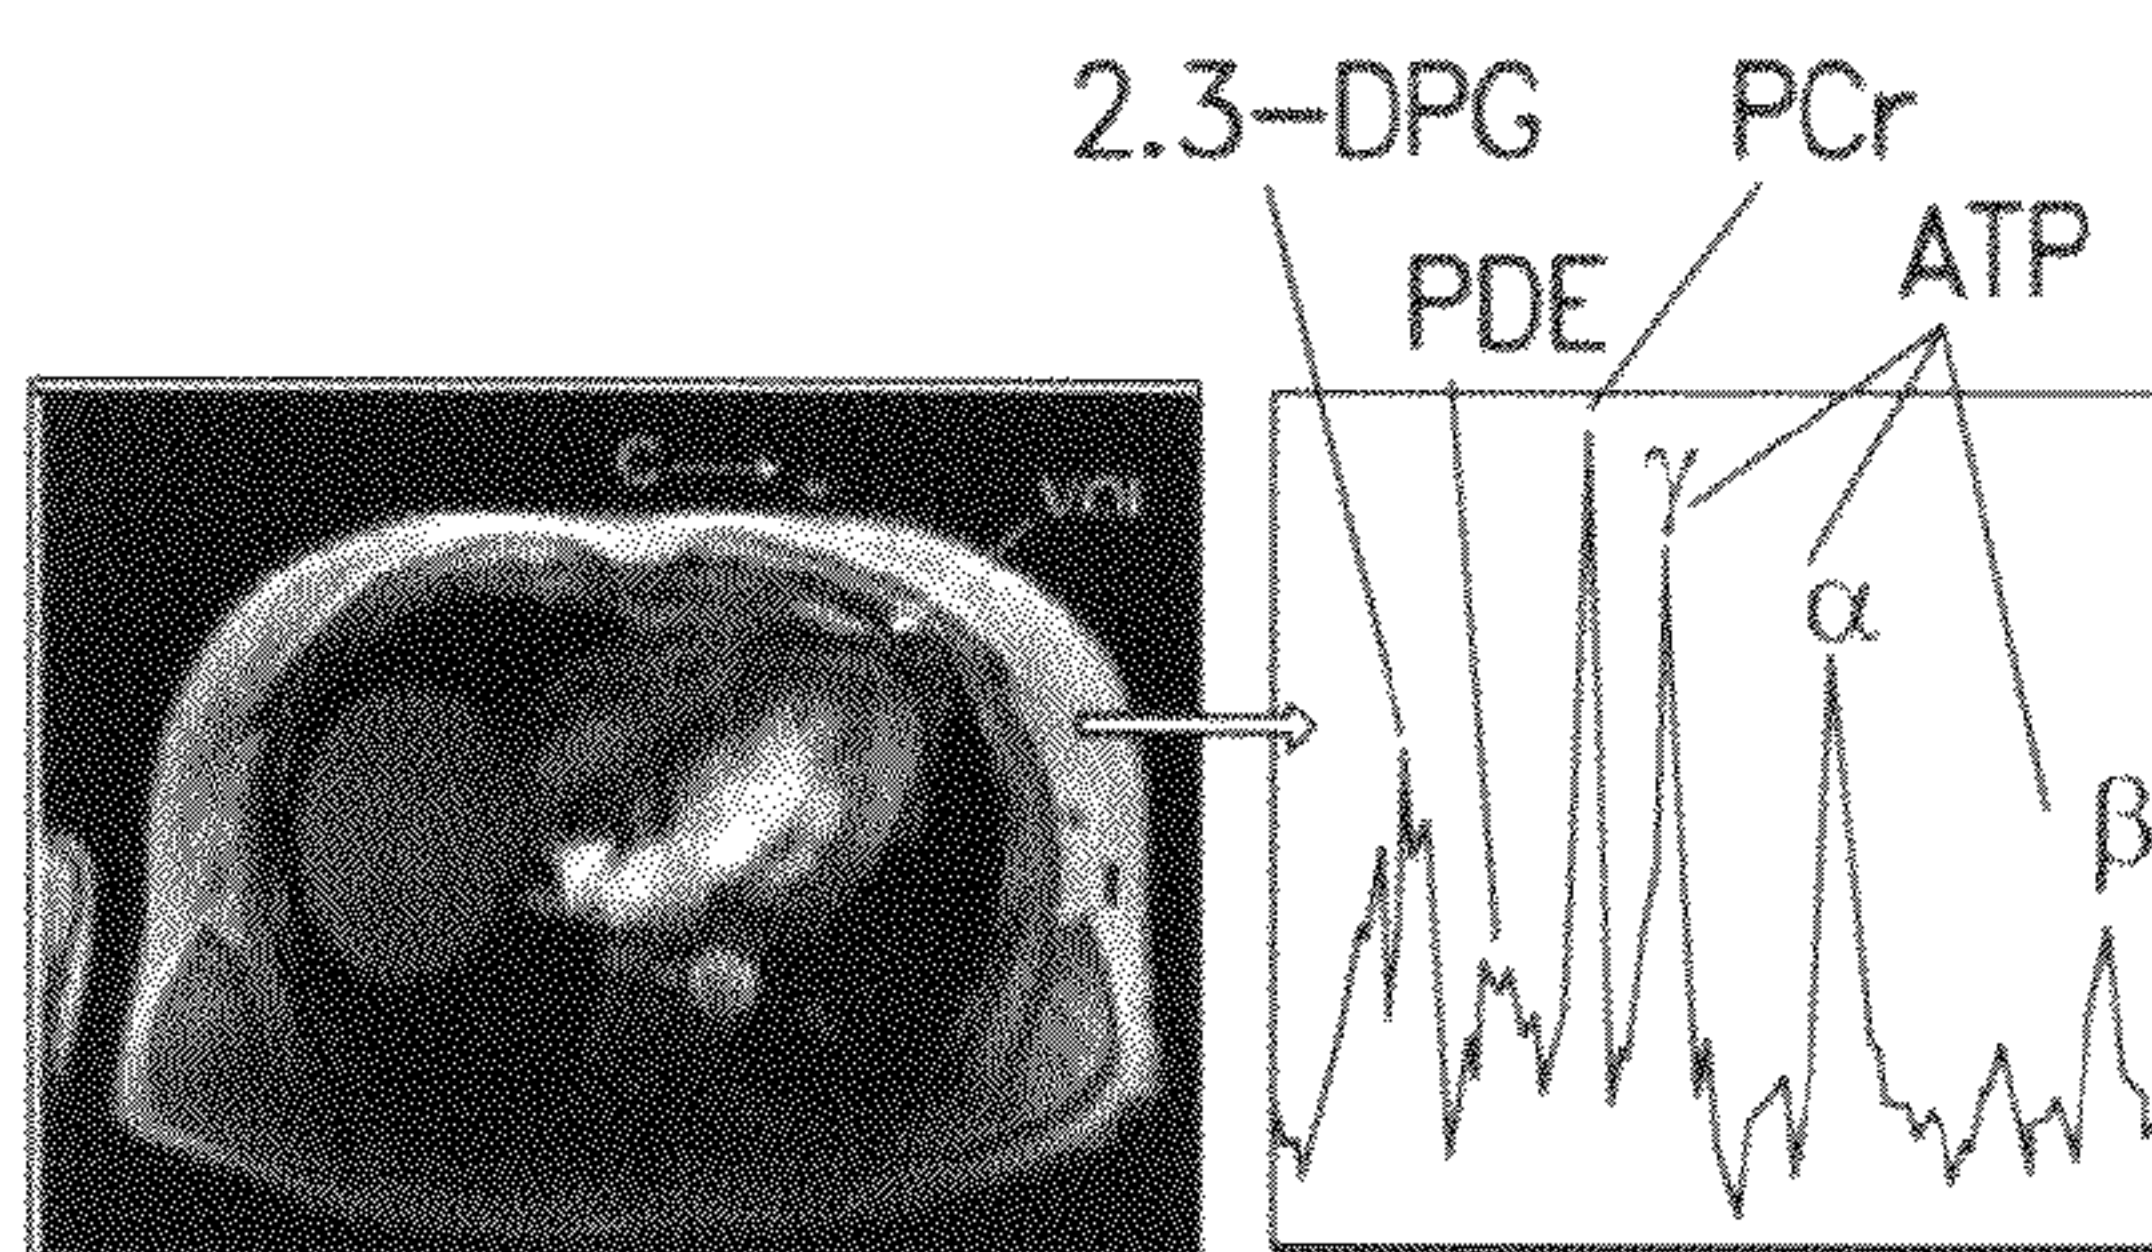 2.3-DPG
PCr
PDE
ATP
C
γ
α
β